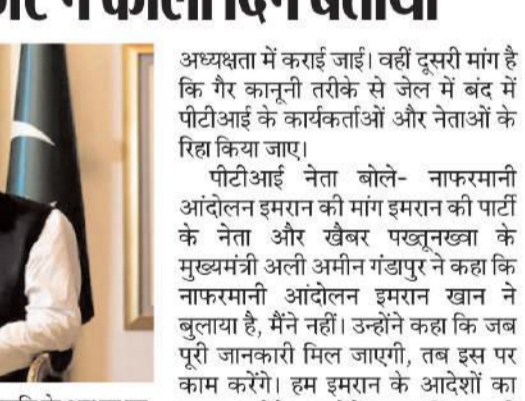 ने काला दिन बताया
अध्यक्षता में कराई जाई। वहीं दूसरी मांग है
कि गैर कानूनी तरीके से जेल में बंद में
पीटीआई के कार्यकर्ताओं और नेताओं के
रिहा किया जाए।
पीटीआई नेता बोले- नाफरमानी
आंदोलन इमरान की मांग इमरान की पार्टी
के नेता और खैबर पख्तूनख्वा के
मुख्यमंत्री अली अमीन गंडापुर ने कहा कि
नाफरमानी आंदोलन इमरान खान ने
बुलाया है, मैंने नहीं। उन्होंने कहा कि जब
पूरी जानकारी मिल जाएगी, तब इस पर
काम करेंगे। हम इमरान के आदेशों का